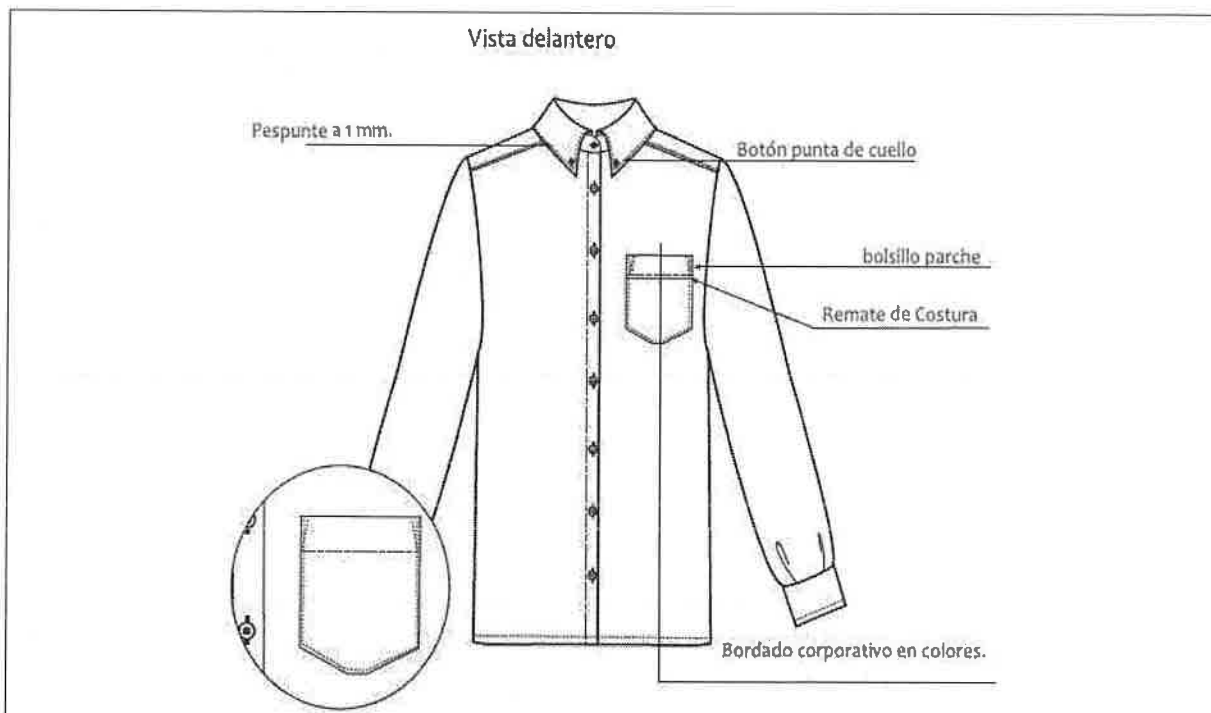 Vista delantero
Pespunte a 1 mm.
Botón punta de cuello
bolsillo parche
Remate de Costura
Bordado corporativo en colores.